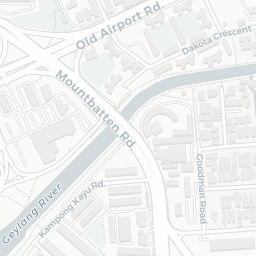 Old Airport Rd
Dakota Crescent
Mountbatten Rd
Goodman Road
Kampong Kayu Rd
Geylang River